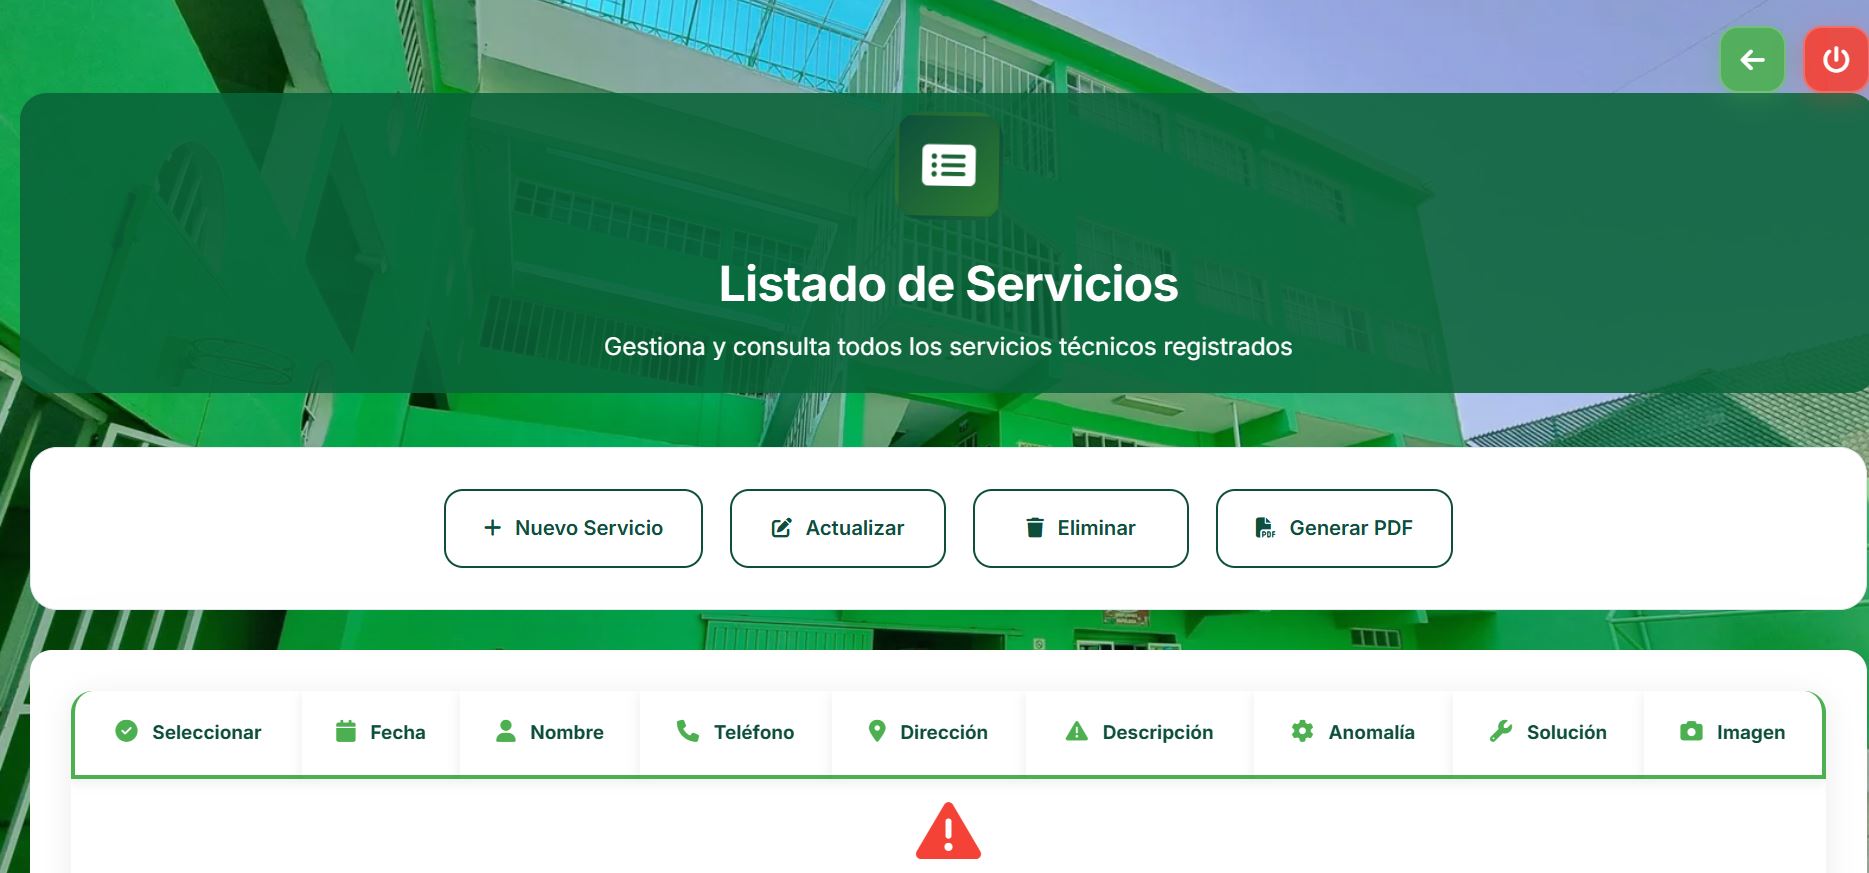 Listado de Servicios
Gestiona y consulta todos los servicios técnicos registrados
Nuevo Servicio Actualizar Eliminar Generar PDF
Seleccionar Fecha Nombre Teléfono Dirección Descripción Anomalía Solución Imagen